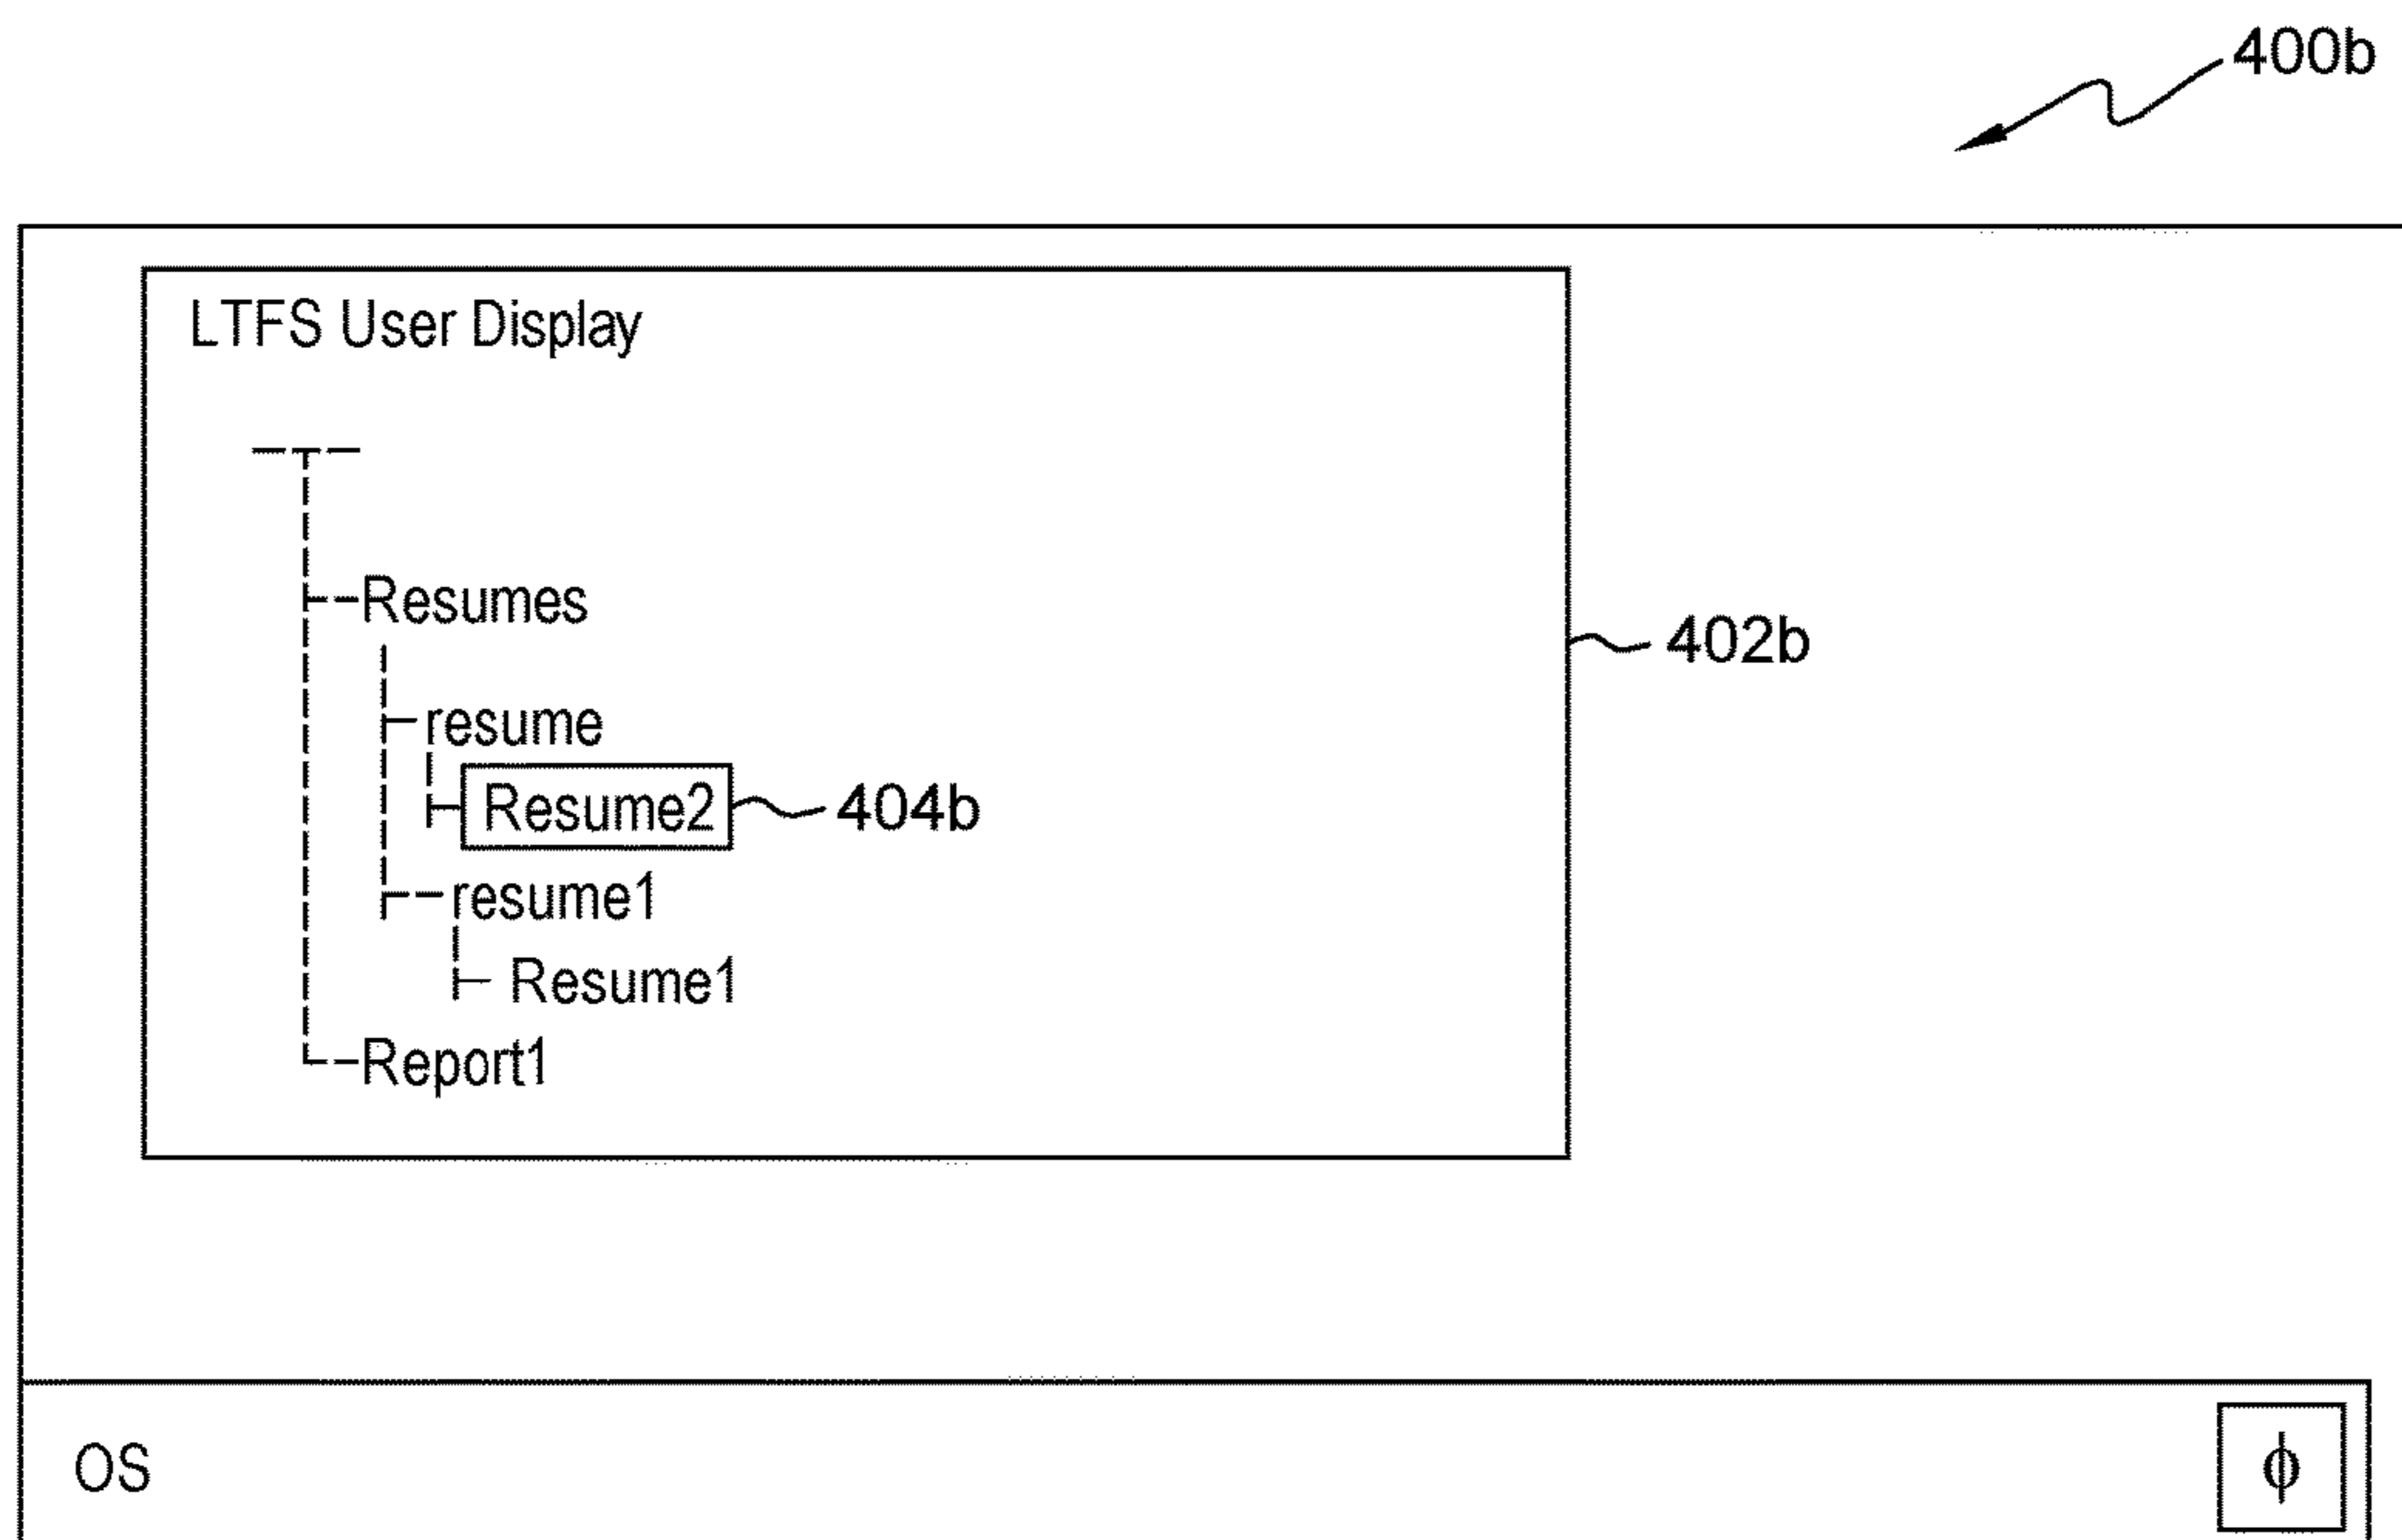 400b
LTFS User Display
Resumes
402b
resume
Resume2 404b
resume1
Resume1
Report1
OS ϕ